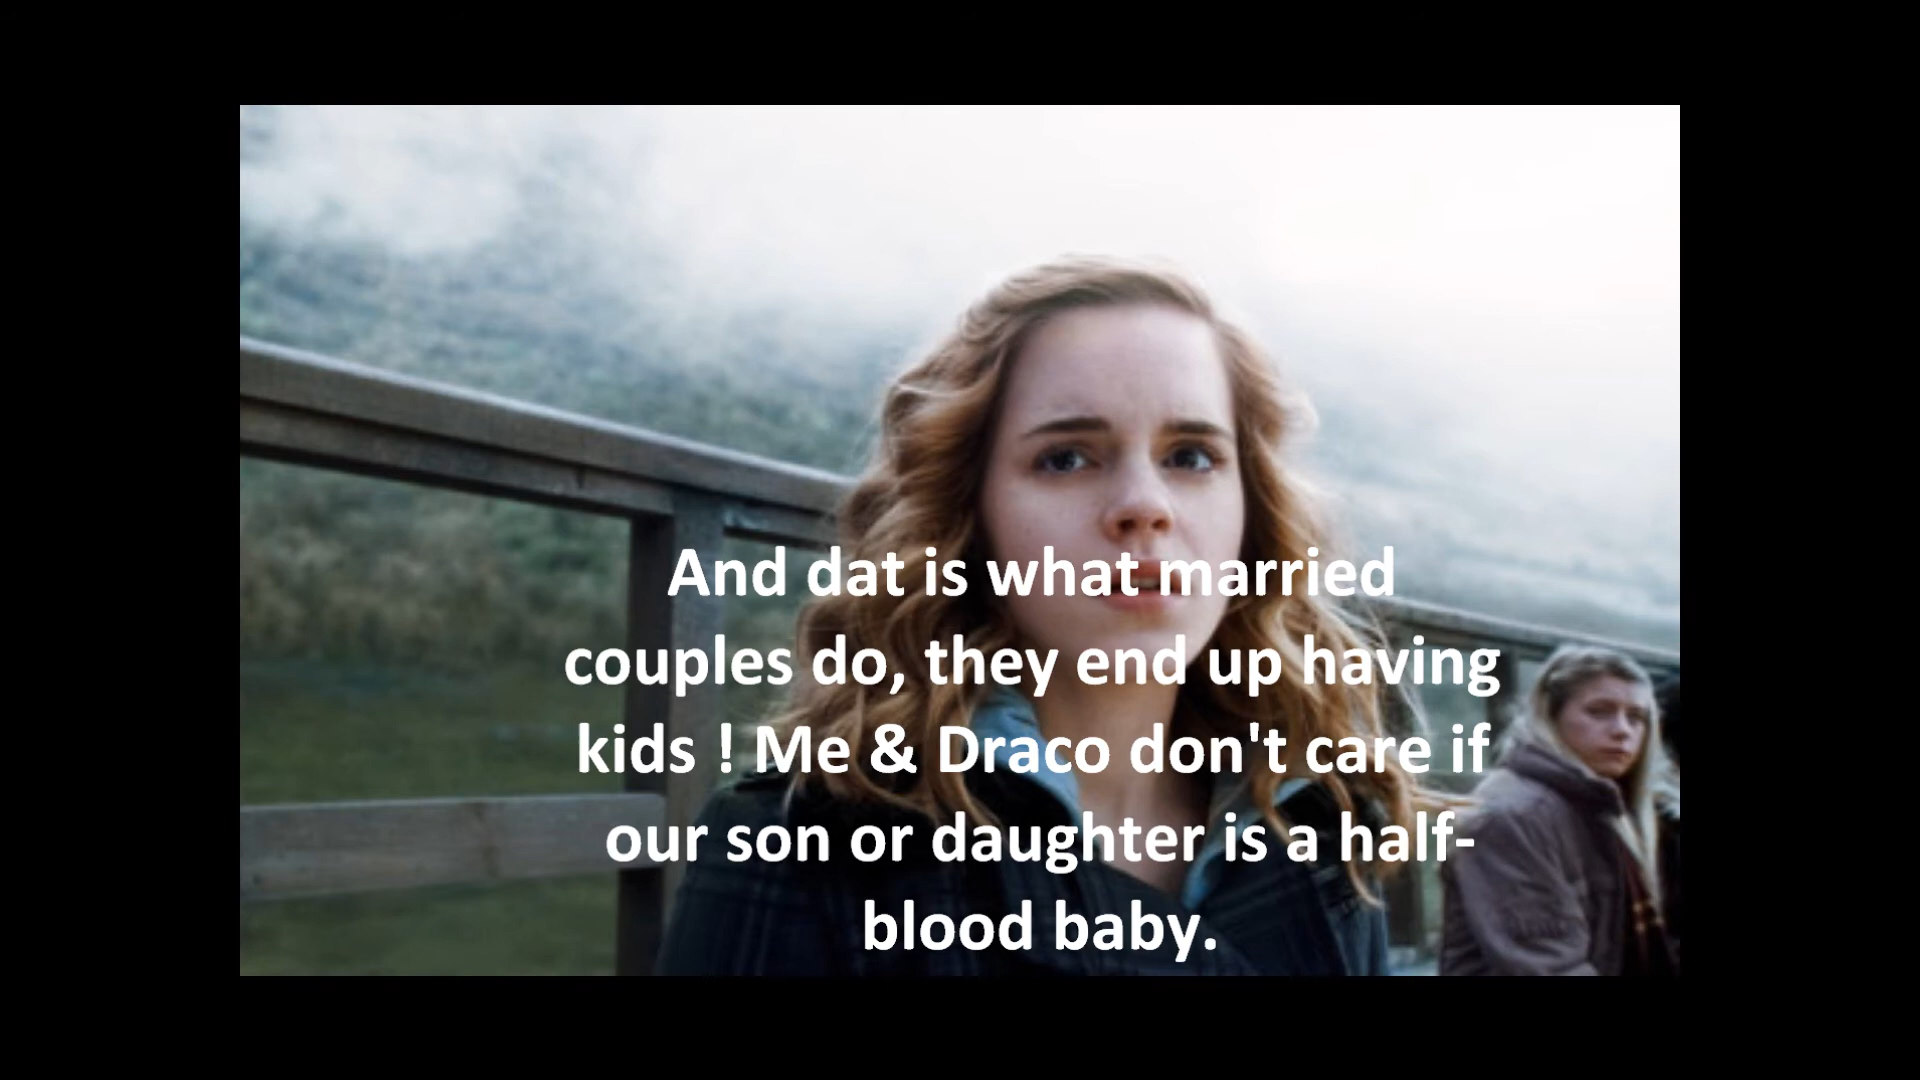 And dat is what married
couples do, they end up having
kids ! Me & Draco don't care if
our son or daughter is a half-
blood baby.